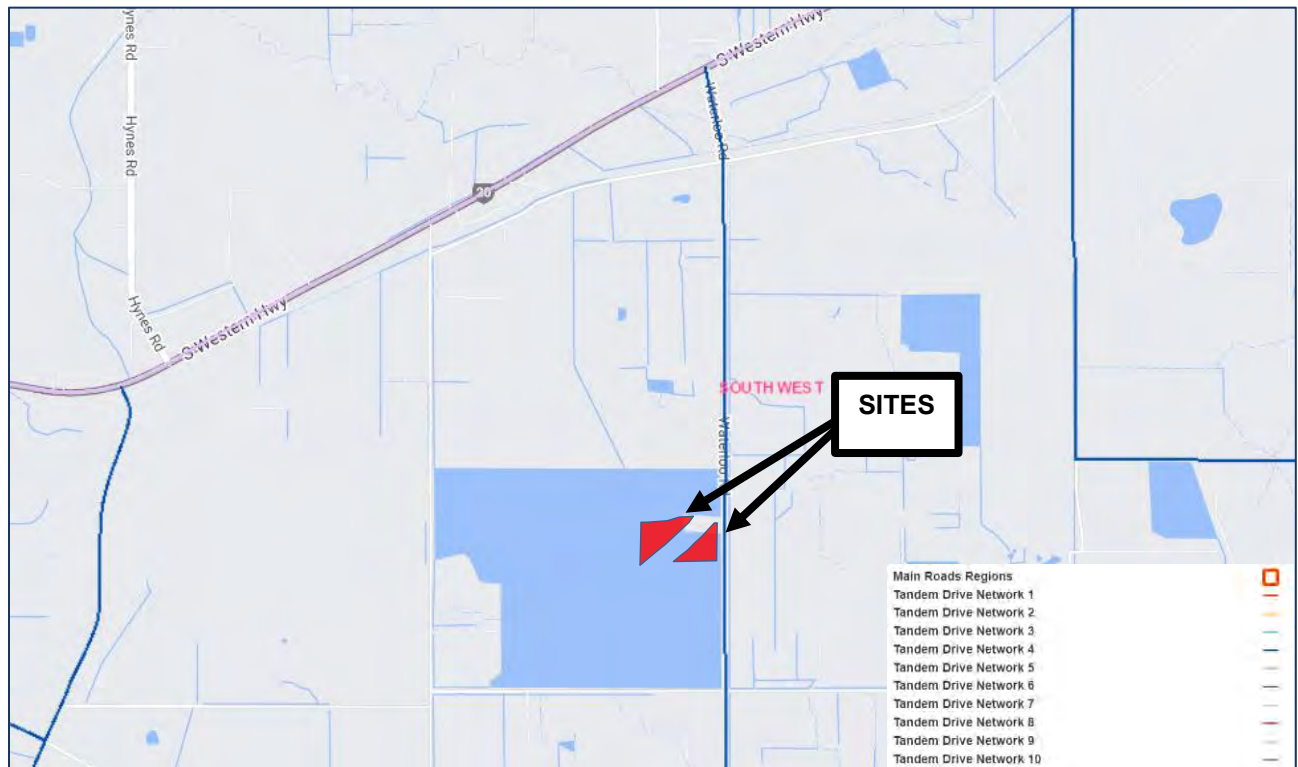 ynes Rd
Hynes Rd
Hynes Rd
S Western Hwy
S Western Hwy
20
Waterloo Rd
SOUTH WEST
Waterloo R
SITES
Main Roads Regions
Tandem Drive Network 1
Tandem Drive Network 2
Tandem Drive Network 3
Tandem Drive Network 4
Tandem Drive Network 5
Tandem Drive Network 6
Tandem Drive Network 7
Tandem Drive Network 8
Tandem Drive Network 9
Tandem Drive Network 10